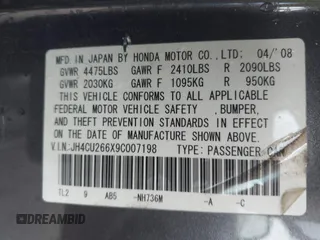 MFD. IN JAPAN BY HONDA MOTOR CO.,LTD: 04/'08
GVWR 4475LBS GAWR F 2410LBS R 2090LBS
GVWR 2030KG GAWR F 1095KG R 950KG
THIS VEHICLE CONFORMS TO ALL APPLICABLE
FEDERAL MOTOR VEHICLE SAFETY , BUMPER,
AND THEFT PREVENTION STANDARDS IN EFFECT
ON THE DATE OF MANUFACTURE SHOWN ABOVE.
V.I.N: JH4CU266X9C007198 TYPE: PASSENGER CAR
TL2 9 AB5 -NH736M -A -C
DREAMBID